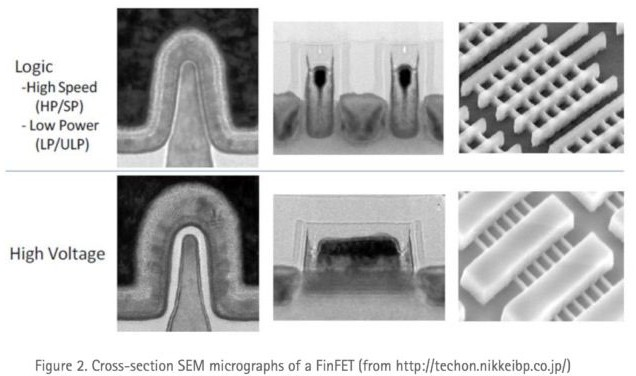 Logic
-High Speed
(HP/SP)
- Low Power
(LP/ULP)
High Voltage
Figure 2. Cross-section SEM micrographs of a FinFET (from http://techon.nikkeibp.co.jp/)